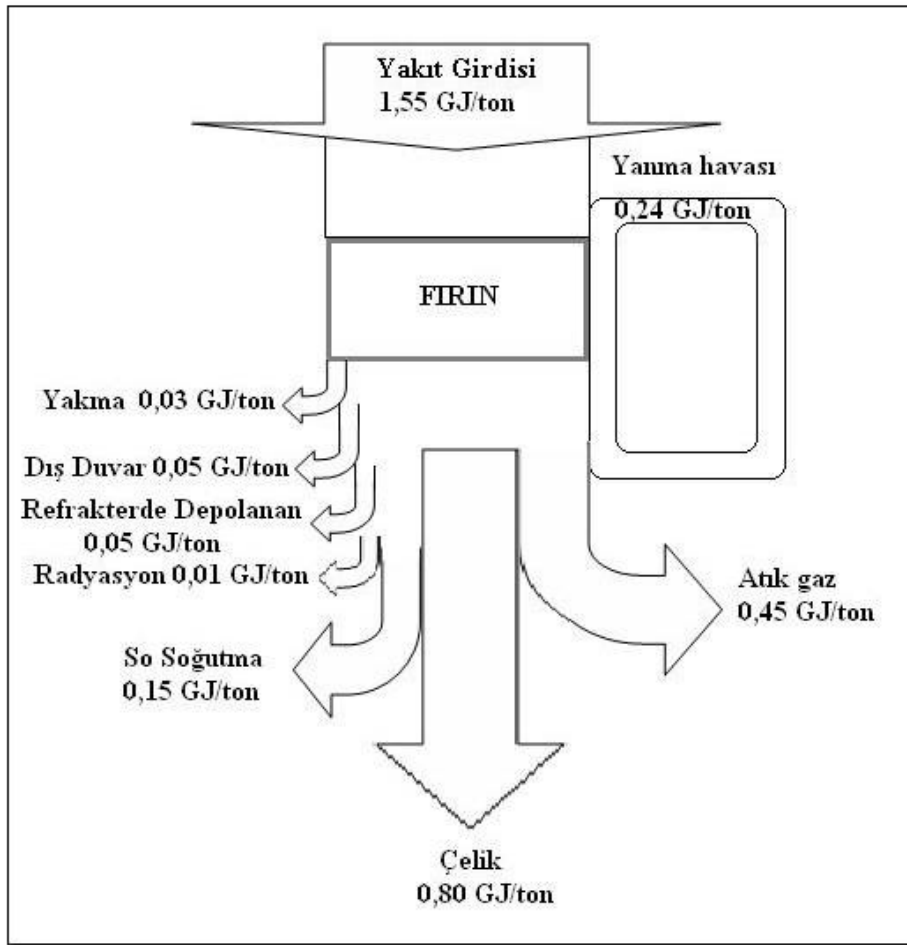 Yakıt Girdisi
1,55 GJ/ton
Yanma havası
0,24 GJ/ton
FIRIN
Yakma 0,03 GJ/ton
Dış Duvar 0,05 GJ/ton
Refrakterde Depolanan
0,05 GJ/ton
Radyasyon 0,01 GJ/ton
Atık gaz
0,45 GJ/ton
So Soğutma
0,15 GJ/ton
Çelik
0,80 GJ/ton